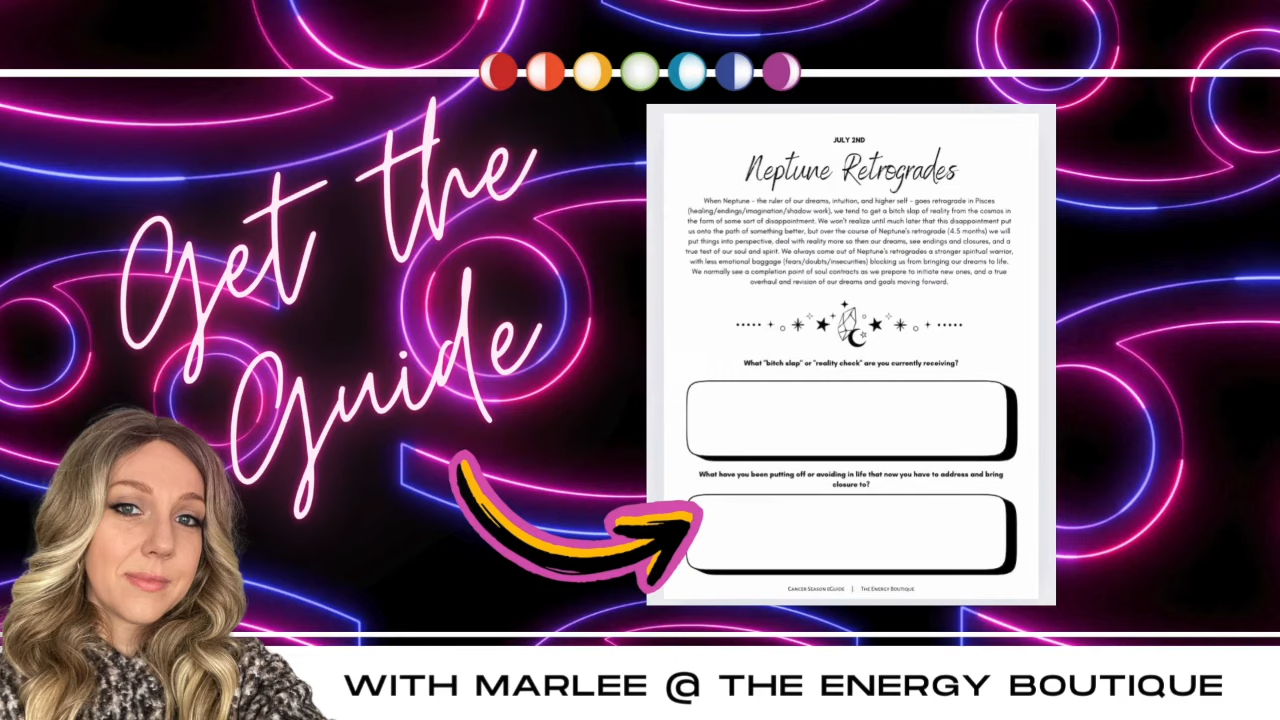 Get the
Guide
JULY 2ND
Neptune Retrogrades
When Neptune - the ruler of our dreams, intuition, and higher self - goes retrograde in Pisces
(healing/endings/imagination/shadow work), we tend to get a bitch slap of reality from the cosmos in
the form of some sort of disappointment. We won't realize until much later that this disappointment put
us onto the path of something better, but over the course of Neptune's retrograde (4.5 months) we will
put things into perspective, deal with reality more so then our dreams, see endings and closures, and a
true test of our soul and spirit. We always come out of Neptune's retrogrades a stronger spiritual warrior,
with less emotional baggage (fears/doubts/insecurities) blocking us from bringing our dreams to life.
We normally see a completion point of soul contracts as we prepare to initiate new ones, and a true
overhaul and revision of our dreams and goals moving forward.
What "bitch slap" or "reality check" are you currently receiving?
What have you been putting off or avoiding in life that now you have to address and bring
closure to?
CANCER SEASON EGUIDE | THE ENERGY BOUTIQUE
WITH MARLEE @ THE ENERGY BOUTIQUE